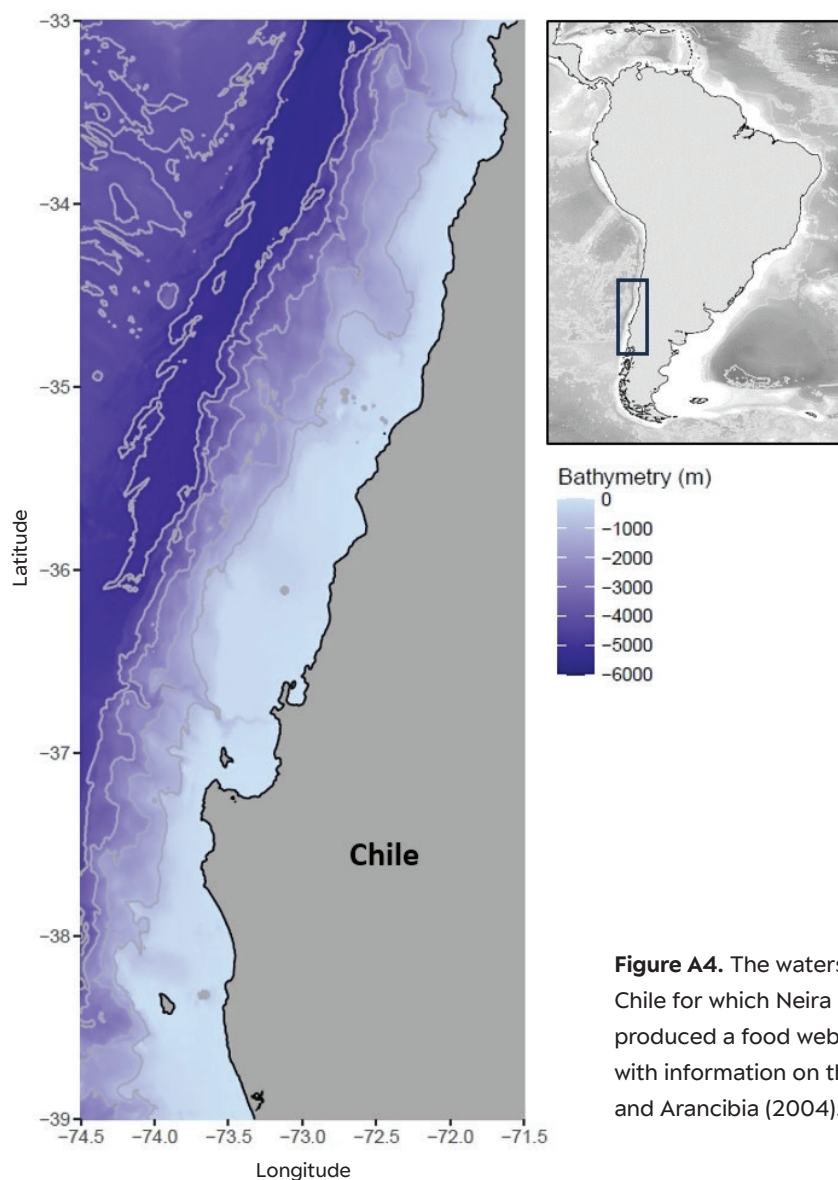 −33
−34
−35
−36
−37
−38
−39
Latitude
−74.5 −74.0 −73.5 −73.0 −72.5 −72.0 −71.5
Longitude
Chile
Bathymetry (m)
0
−1000
−2000
−3000
−4000
−5000
−6000
Figure A4. The waters
Chile for which Neira
produced a food web
with information on th
and Arancibia (2004).